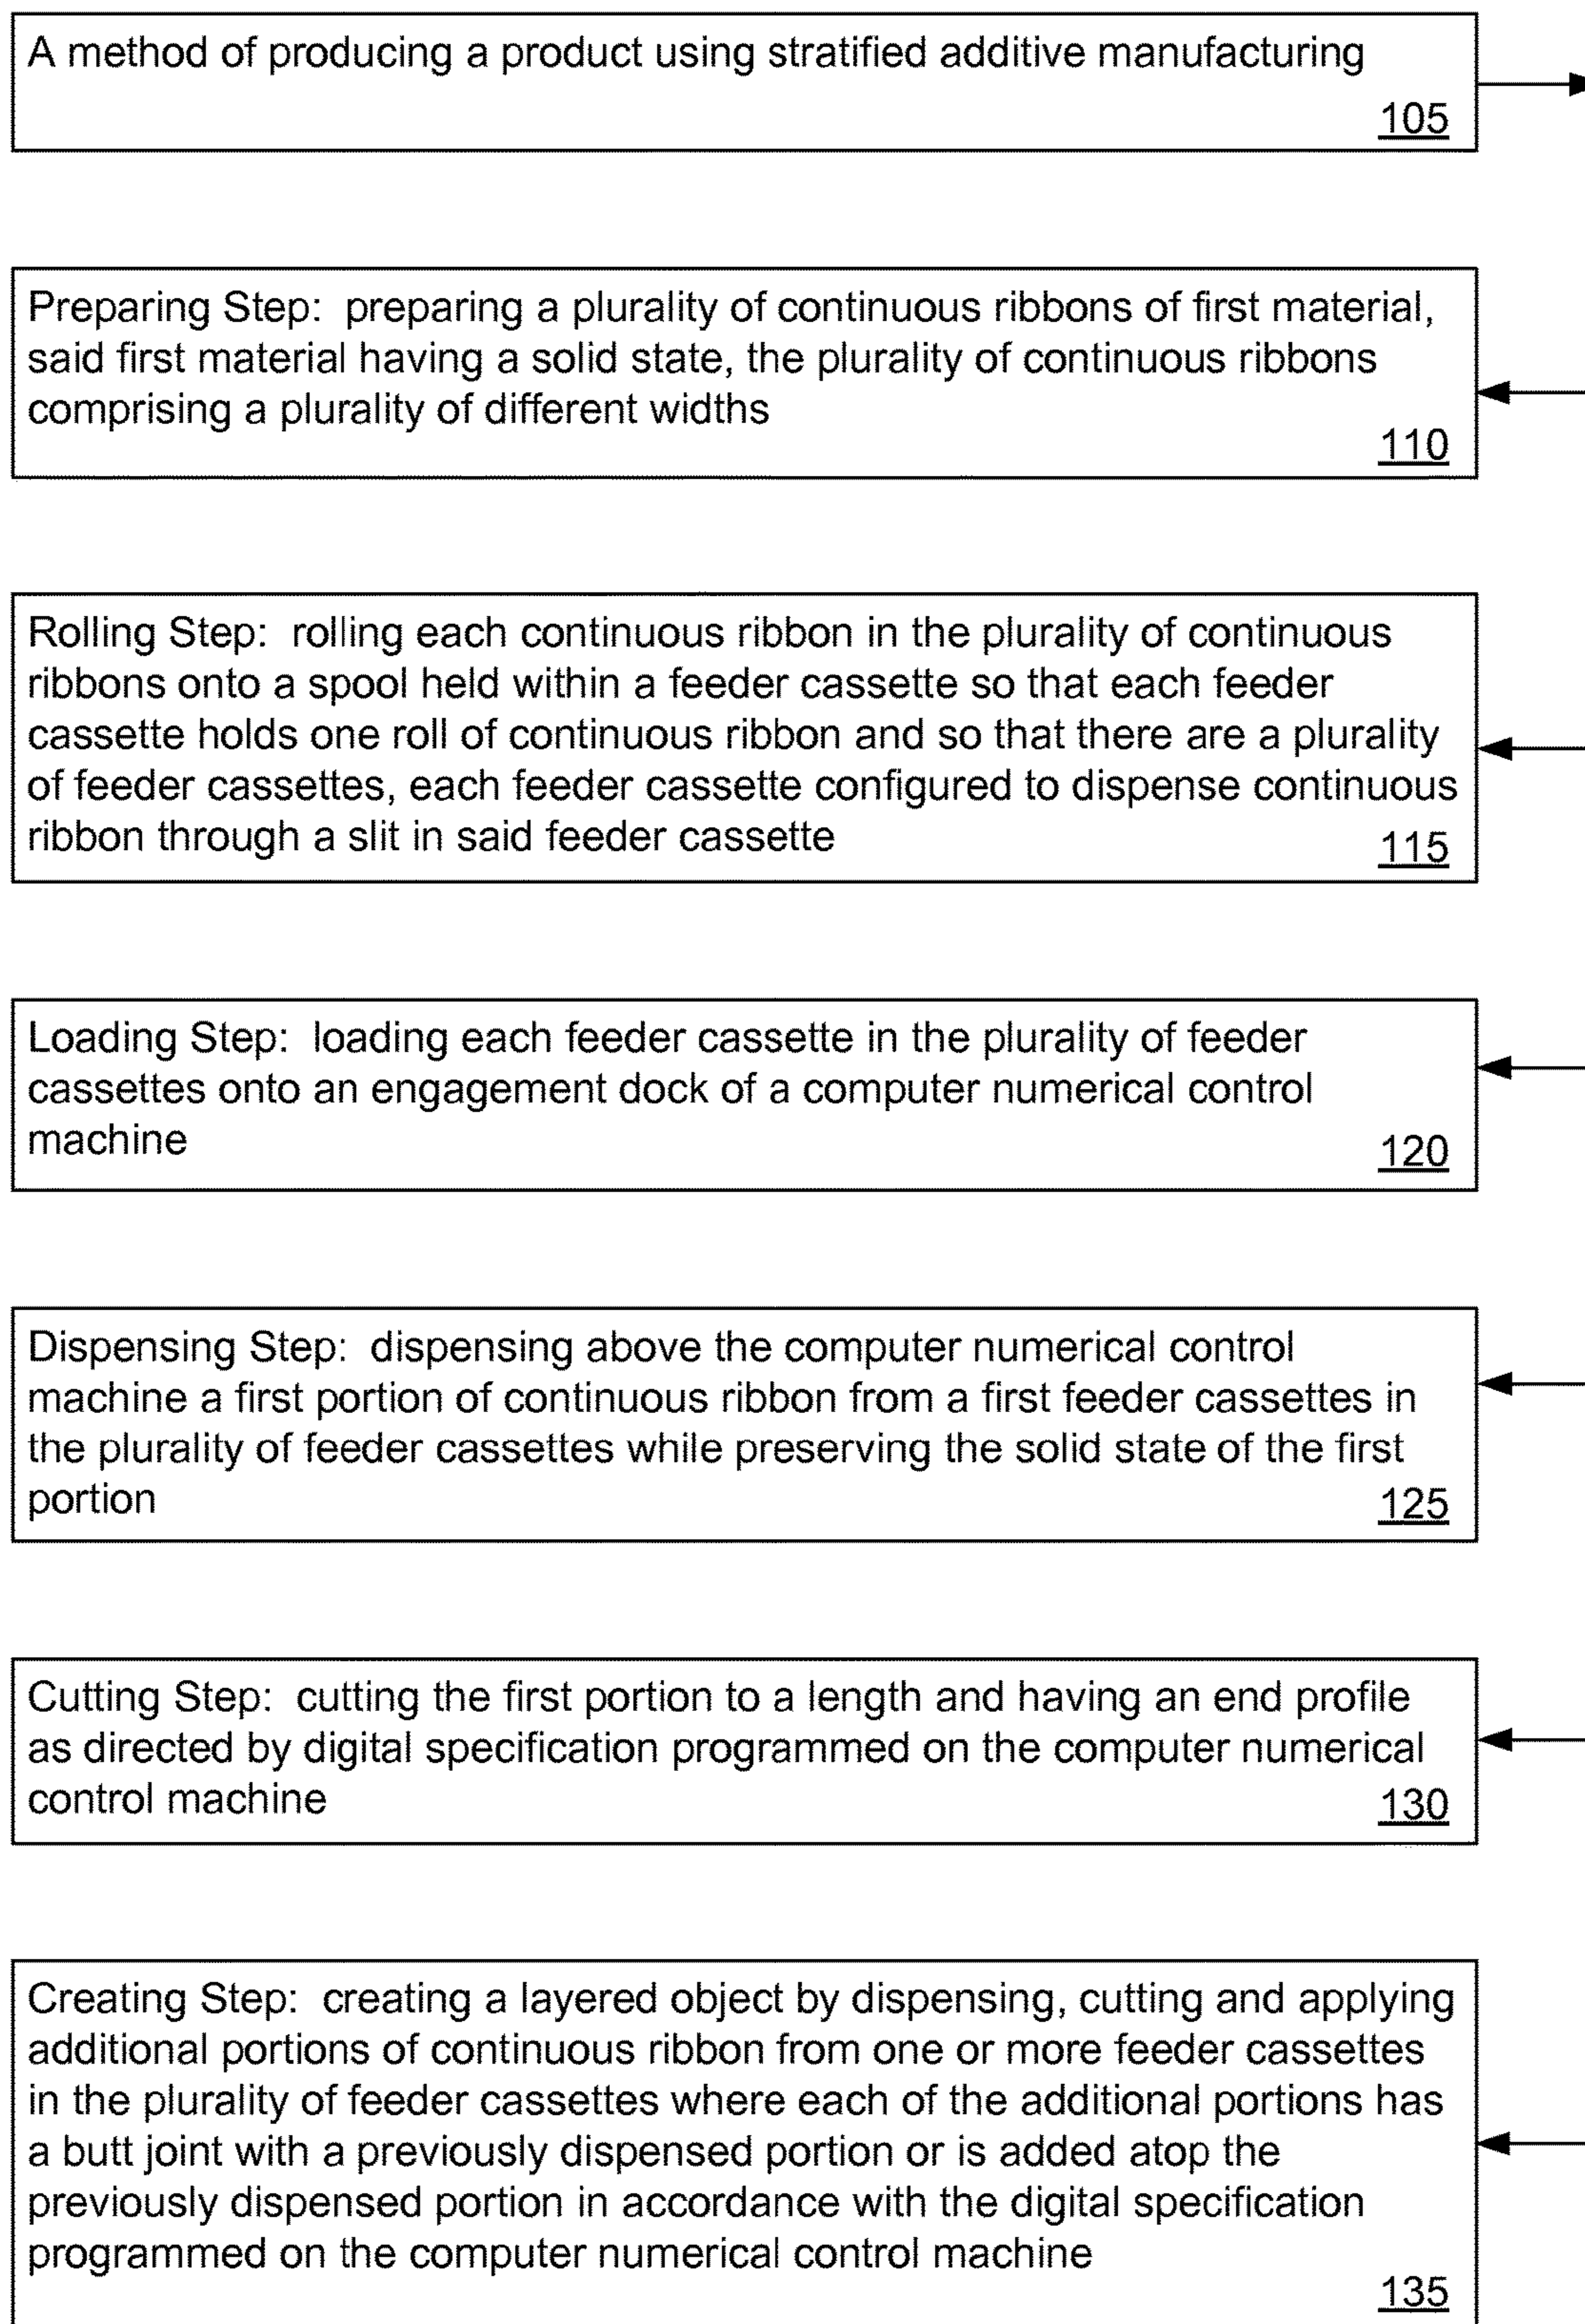 A method of producing a product using stratified additive manufacturing
105
Preparing Step:  preparing a plurality of continuous ribbons of first material,
said first material having a solid state, the plurality of continuous ribbons
comprising a plurality of different widths
110
Rolling Step:  rolling each continuous ribbon in the plurality of continuous
ribbons onto a spool held within a feeder cassette so that each feeder
cassette holds one roll of continuous ribbon and so that there are a plurality
of feeder cassettes, each feeder cassette configured to dispense continuous
ribbon through a slit in said feeder cassette
115
Loading Step:  loading each feeder cassette in the plurality of feeder
cassettes onto an engagement dock of a computer numerical control
machine
120
Dispensing Step:  dispensing above the computer numerical control
machine a first portion of continuous ribbon from a first feeder cassettes in
the plurality of feeder cassettes while preserving the solid state of the first
portion
125
Cutting Step:  cutting the first portion to a length and having an end profile
as directed by digital specification programmed on the computer numerical
control machine
130
Creating Step:  creating a layered object by dispensing, cutting and applying
additional portions of continuous ribbon from one or more feeder cassettes
in the plurality of feeder cassettes where each of the additional portions has
a butt joint with a previously dispensed portion or is added atop the
previously dispensed portion in accordance with the digital specification
programmed on the computer numerical control machine
135